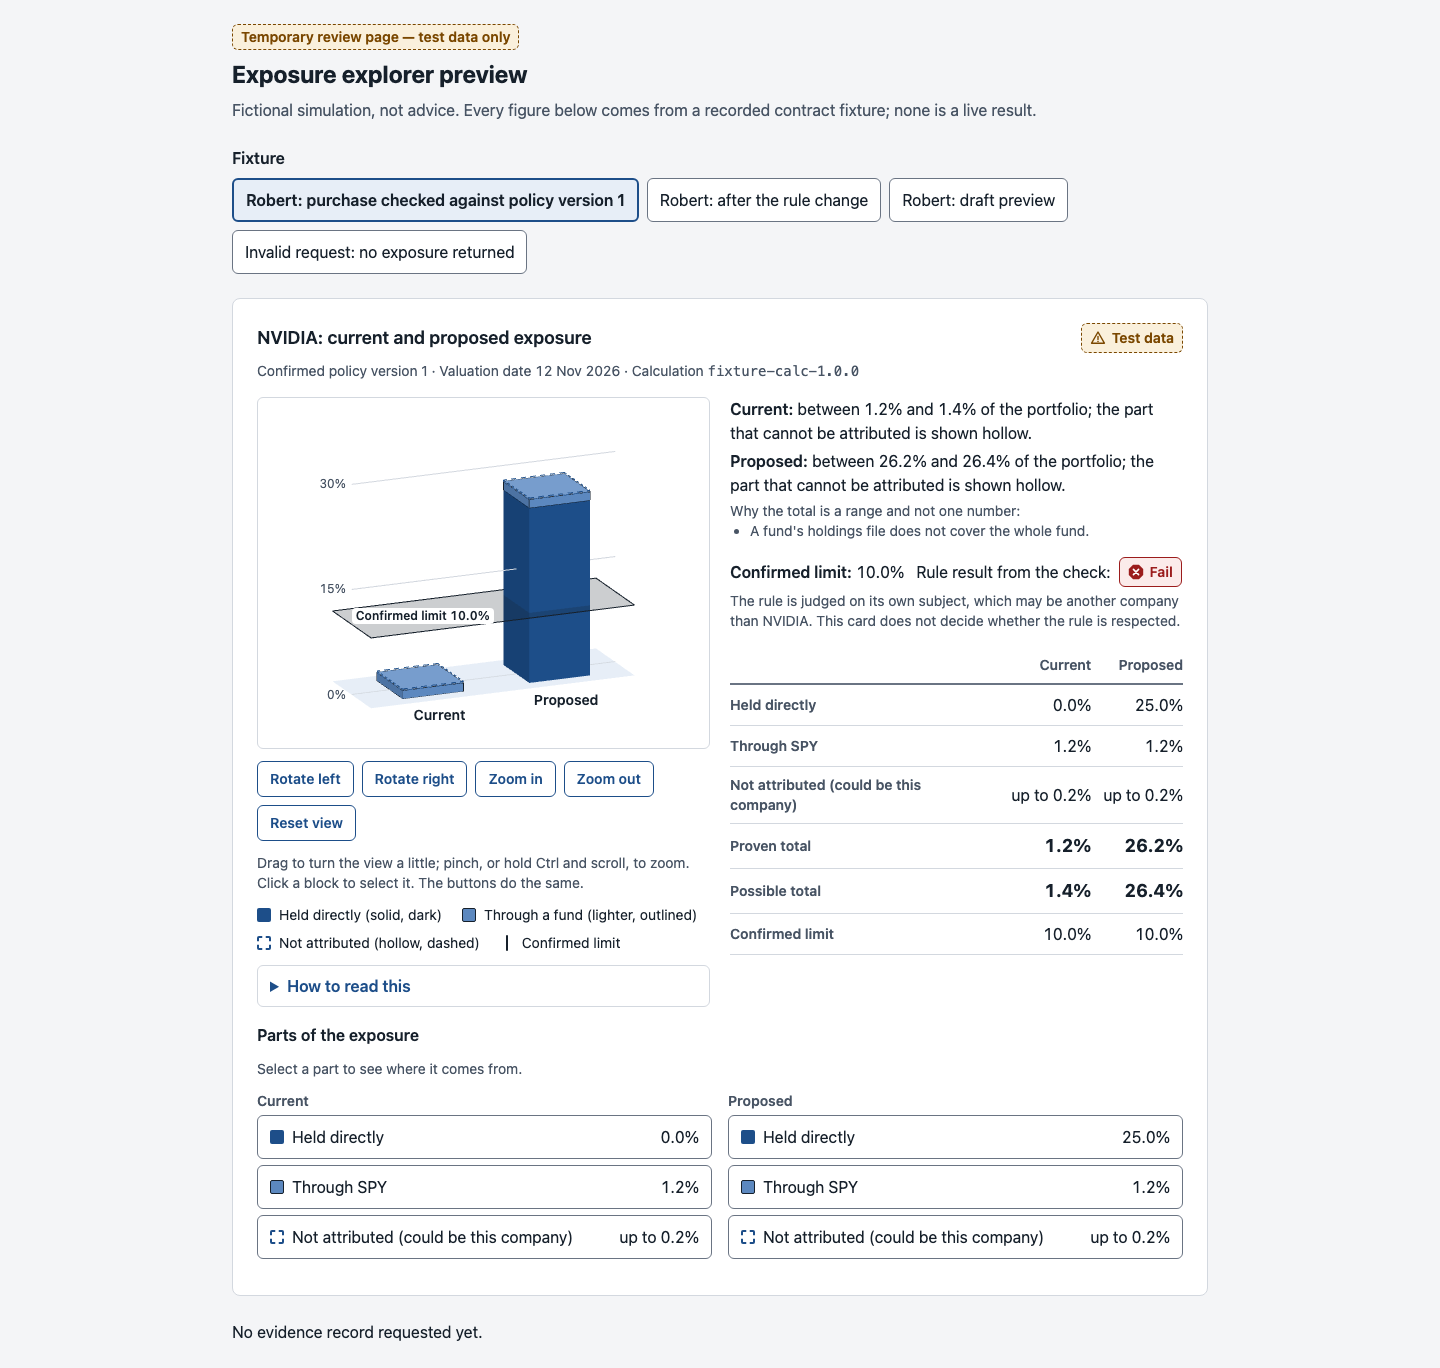 Temporary review page — test data only
Exposure explorer preview
Fictional simulation, not advice. Every figure below comes from a recorded contract fixture; none is a live result.
Fixture
Robert: purchase checked against policy version 1
Robert: after the rule change
Robert: draft preview
Invalid request: no exposure returned
NVIDIA: current and proposed exposure
Test data
Confirmed policy version 1 · Valuation date 12 Nov 2026 · Calculation fixture-calc-1.0.0
30%
15%
Confirmed limit 10.0%
0%
Current
Proposed
Rotate left
Rotate right
Zoom in
Zoom out
Reset view
Drag to turn the view a little; pinch, or hold Ctrl and scroll, to zoom.
Click a block to select it. The buttons do the same.
Held directly (solid, dark)
Through a fund (lighter, outlined)
Not attributed (hollow, dashed)
Confirmed limit
How to read this
Current: between 1.2% and 1.4% of the portfolio; the part
that cannot be attributed is shown hollow.
Proposed: between 26.2% and 26.4% of the portfolio; the
part that cannot be attributed is shown hollow.
Why the total is a range and not one number:
• A fund's holdings file does not cover the whole fund.
Confirmed limit: 10.0% Rule result from the check: Fail
The rule is judged on its own subject, which may be another company
than NVIDIA. This card does not decide whether the rule is respected.
Current Proposed
Held directly 0.0% 25.0%
Through SPY 1.2% 1.2%
Not attributed (could be this
company) up to 0.2% up to 0.2%
Proven total 1.2% 26.2%
Possible total 1.4% 26.4%
Confirmed limit 10.0% 10.0%
Parts of the exposure
Select a part to see where it comes from.
Current
Held directly 0.0%
Through SPY 1.2%
Not attributed (could be this company) up to 0.2%
Proposed
Held directly 25.0%
Through SPY 1.2%
Not attributed (could be this company) up to 0.2%
No evidence record requested yet.